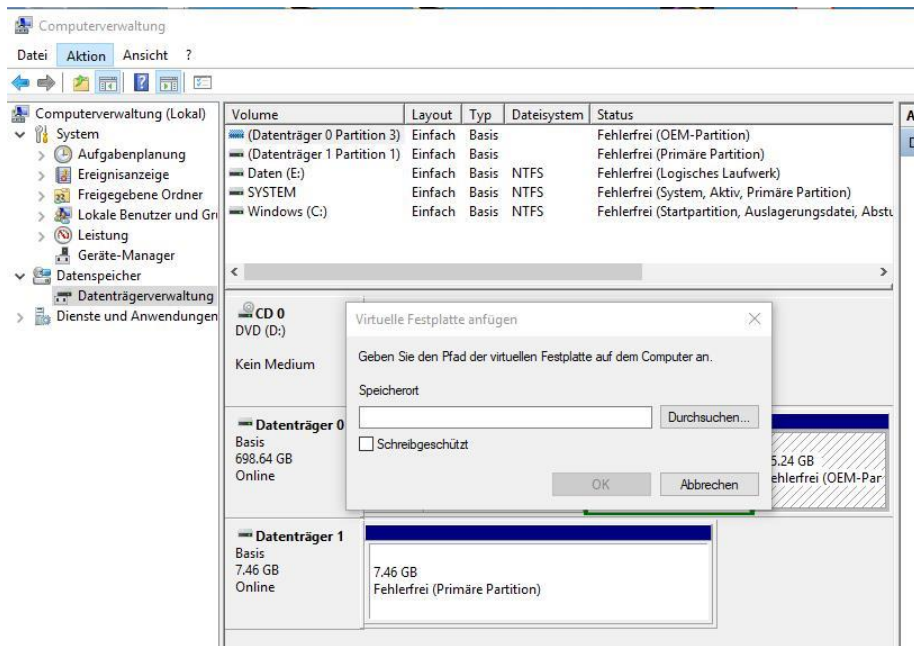 Computerverwaltung
Datei Aktion Ansicht ?
Computerverwaltung (Lokal)
System
Aufgabenplanung
Ereignisanzeige
Freigegebene Ordner
Lokale Benutzer und Gru
Leistung
Geräte-Manager
Datenspeicher
Datenträgerverwaltung
Dienste und Anwendungen
Volume Layout Typ Dateisystem Status
(Datenträger 0 Partition 3) Einfach Basis Fehlerfrei (OEM-Partition)
(Datenträger 1 Partition 1) Einfach Basis Fehlerfrei (Primäre Partition)
Daten (E:) Einfach Basis NTFS Fehlerfrei (Logisches Laufwerk)
SYSTEM Einfach Basis NTFS Fehlerfrei (System, Aktiv, Primäre Partition)
Windows (C:) Einfach Basis NTFS Fehlerfrei (Startpartition, Auslagerungsdatei, Abstu
CD 0
DVD (D:)
Kein Medium
Virtuelle Festplatte anfügen
Geben Sie den Pfad der virtuellen Festplatte auf dem Computer an.
Speicherort
Durchsuchen...
Schreibgeschützt
OK Abbrechen
Datenträger 0
Basis
698.64 GB
Online
5.24 GB
ehlerfrei (OEM-Par
Datenträger 1
Basis
7.46 GB
Online
7.46 GB
Fehlerfrei (Primäre Partition)